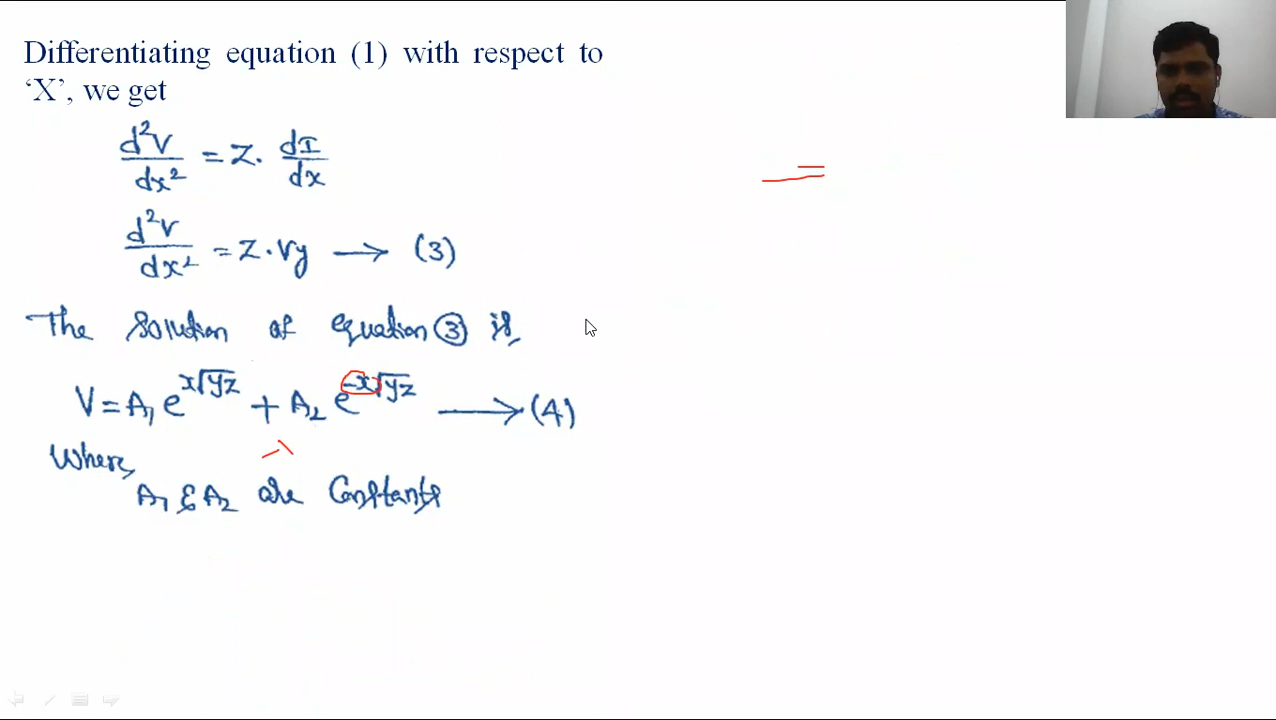 Differentiating equation (1) with respect to
‘X’, we get
d²V/dx² = Z. dI/dx
d²V/dx² = Z.Vy → (3)
The Solution of equation ③ is,
V = A₁ e^{x√yz} + A₂ e^{-x√yz} → (4)
Where,
A₁ & A₂ are Constants